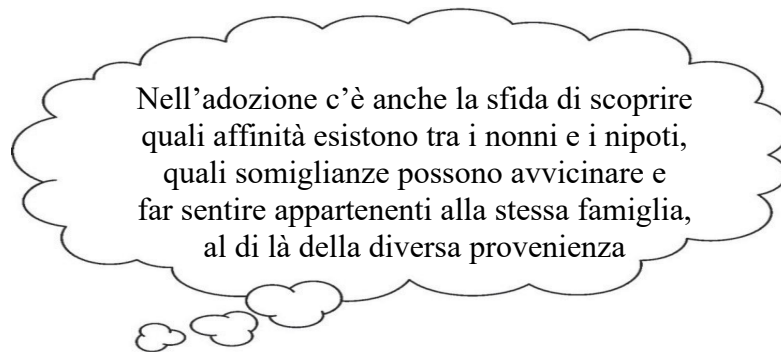 Nell’adozione c’è anche la sfida di scoprire
quali affinità esistono tra i nonni e i nipoti,
quali somiglianze possono avvicinare e
far sentire appartenenti alla stessa famiglia,
al di là della diversa provenienza